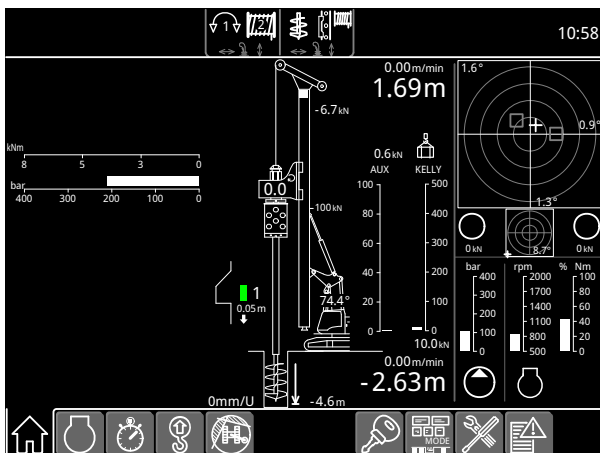 1 2
10:58
0.00m/min
1.69m
1.6°
0.9°
-1.3°
-6.7kN
kNm
8 5 3 0
bar
400 300 200 100 0
0.0
100kN
0.6kN
AUX KELLY
100 80 60 40 20 0
500 400 300 200 100 0
10.0kN
0kN 8.7° 0kN
bar rpm % Nm
400 300 200 100 0
2000 1700 1400 1100 800 500
100 80 60 40 20 0
1
0.05m
74.4°
0.00m/min
-2.63m
0mm/U
-4.6m
MODE